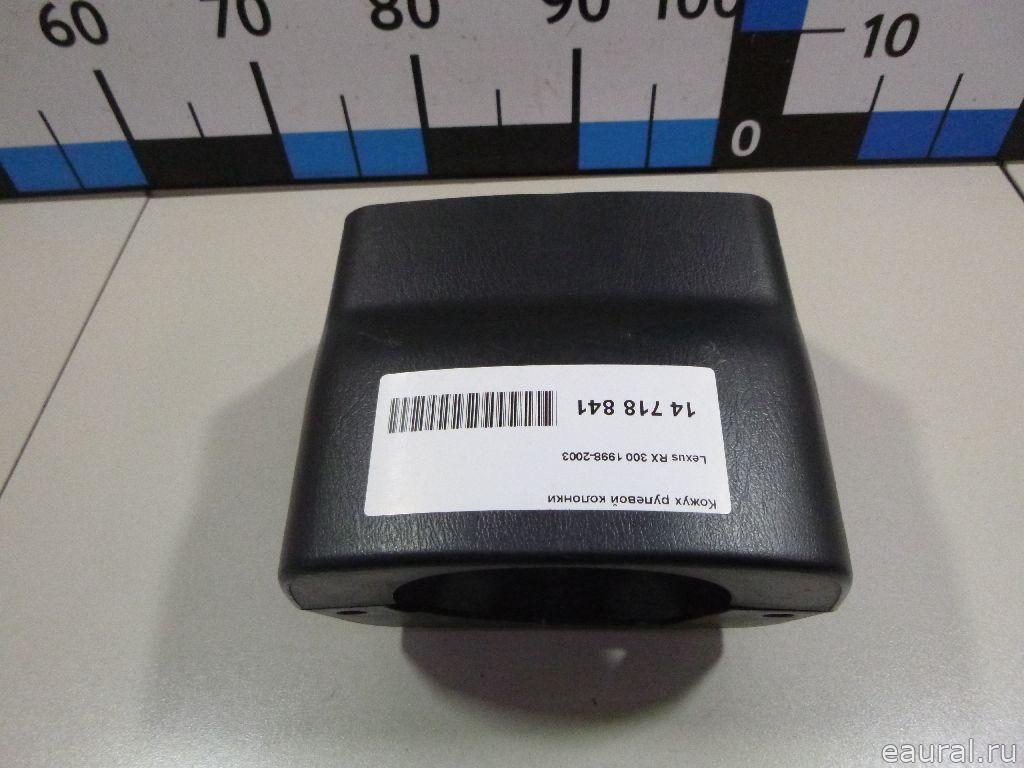 60 70 80 90 100 10
0
Кожух рулевой колонки
Lexus RX 300 1998-2003
14 718 841
eaural.ru